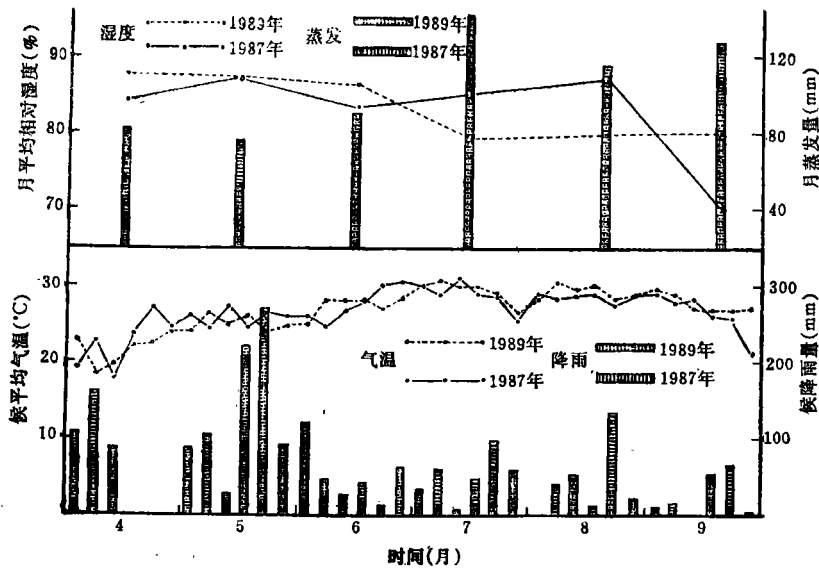 湿度 1989年 蒸发 1989年
1987年 1987年
月平均相对湿度(%)
90
80
70
月蒸发量(mm)
120
80
40
候平均气温(℃)
30
20
10
候降雨量(mm)
300
200
100
气温 1989年 降雨 1989年
1987年 1987年
4 5 6 7 8 9
时间(月)